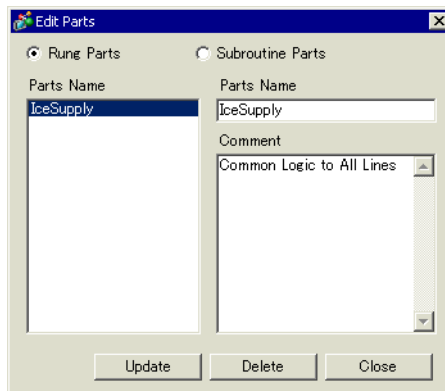 Edit Parts
Rung Parts
Subroutine Parts
Parts Name
Parts Name
IceSupply
IceSupply
Comment
Common Logic to All Lines
Update
Delete
Close